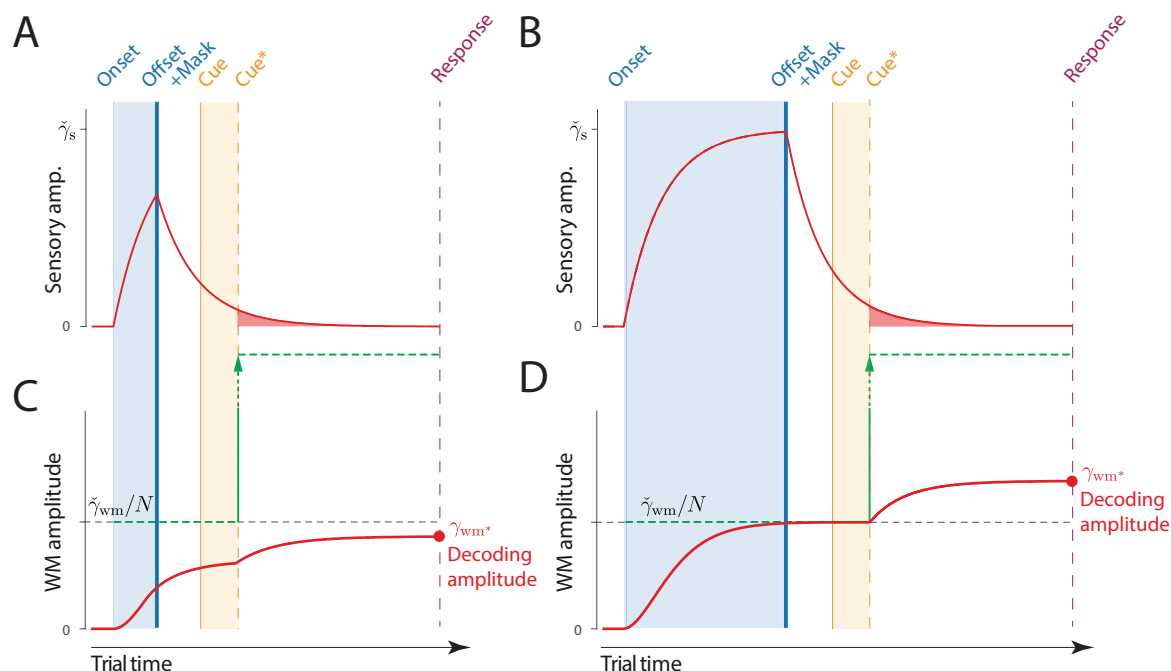 A
B
Onset
Offset
+Mask
Cue
Cue*
Response
Onset
Offset
+Mask
Cue
Cue*
Response
Sensory amp.
γ̌s
0
Sensory amp.
γ̌s
0
C
D
WM amplitude
γ̌wm/N
0
γwm*
Decoding
amplitude
WM amplitude
γ̌wm/N
0
γwm*
Decoding
amplitude
Trial time
Trial time